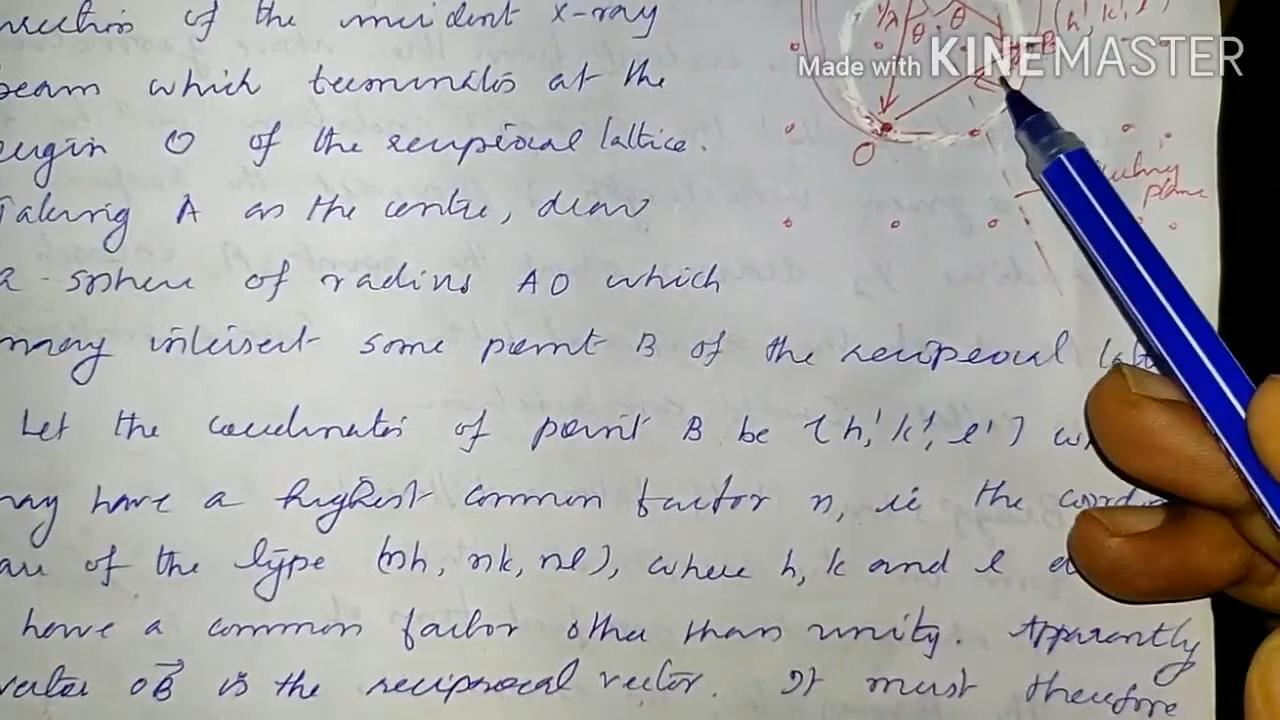 of the incident X-ray
beam which terminates at the
O of the reciprocal lattice.
Taking A as the centre, draw
a sphere of radius AO which
may intersect some point B of the reciprocal
Let the coordinates of point B be (h', k', l')
may have a highest common factor n, ie the
are of the type (nh, nk, nl), where h, k and l
have a common factor other than unity. Apparently
OB is the reciprocal vector. It must therefore
1/λ θ θ B (h', k', l')
O
plane
Made with KINEMASTER